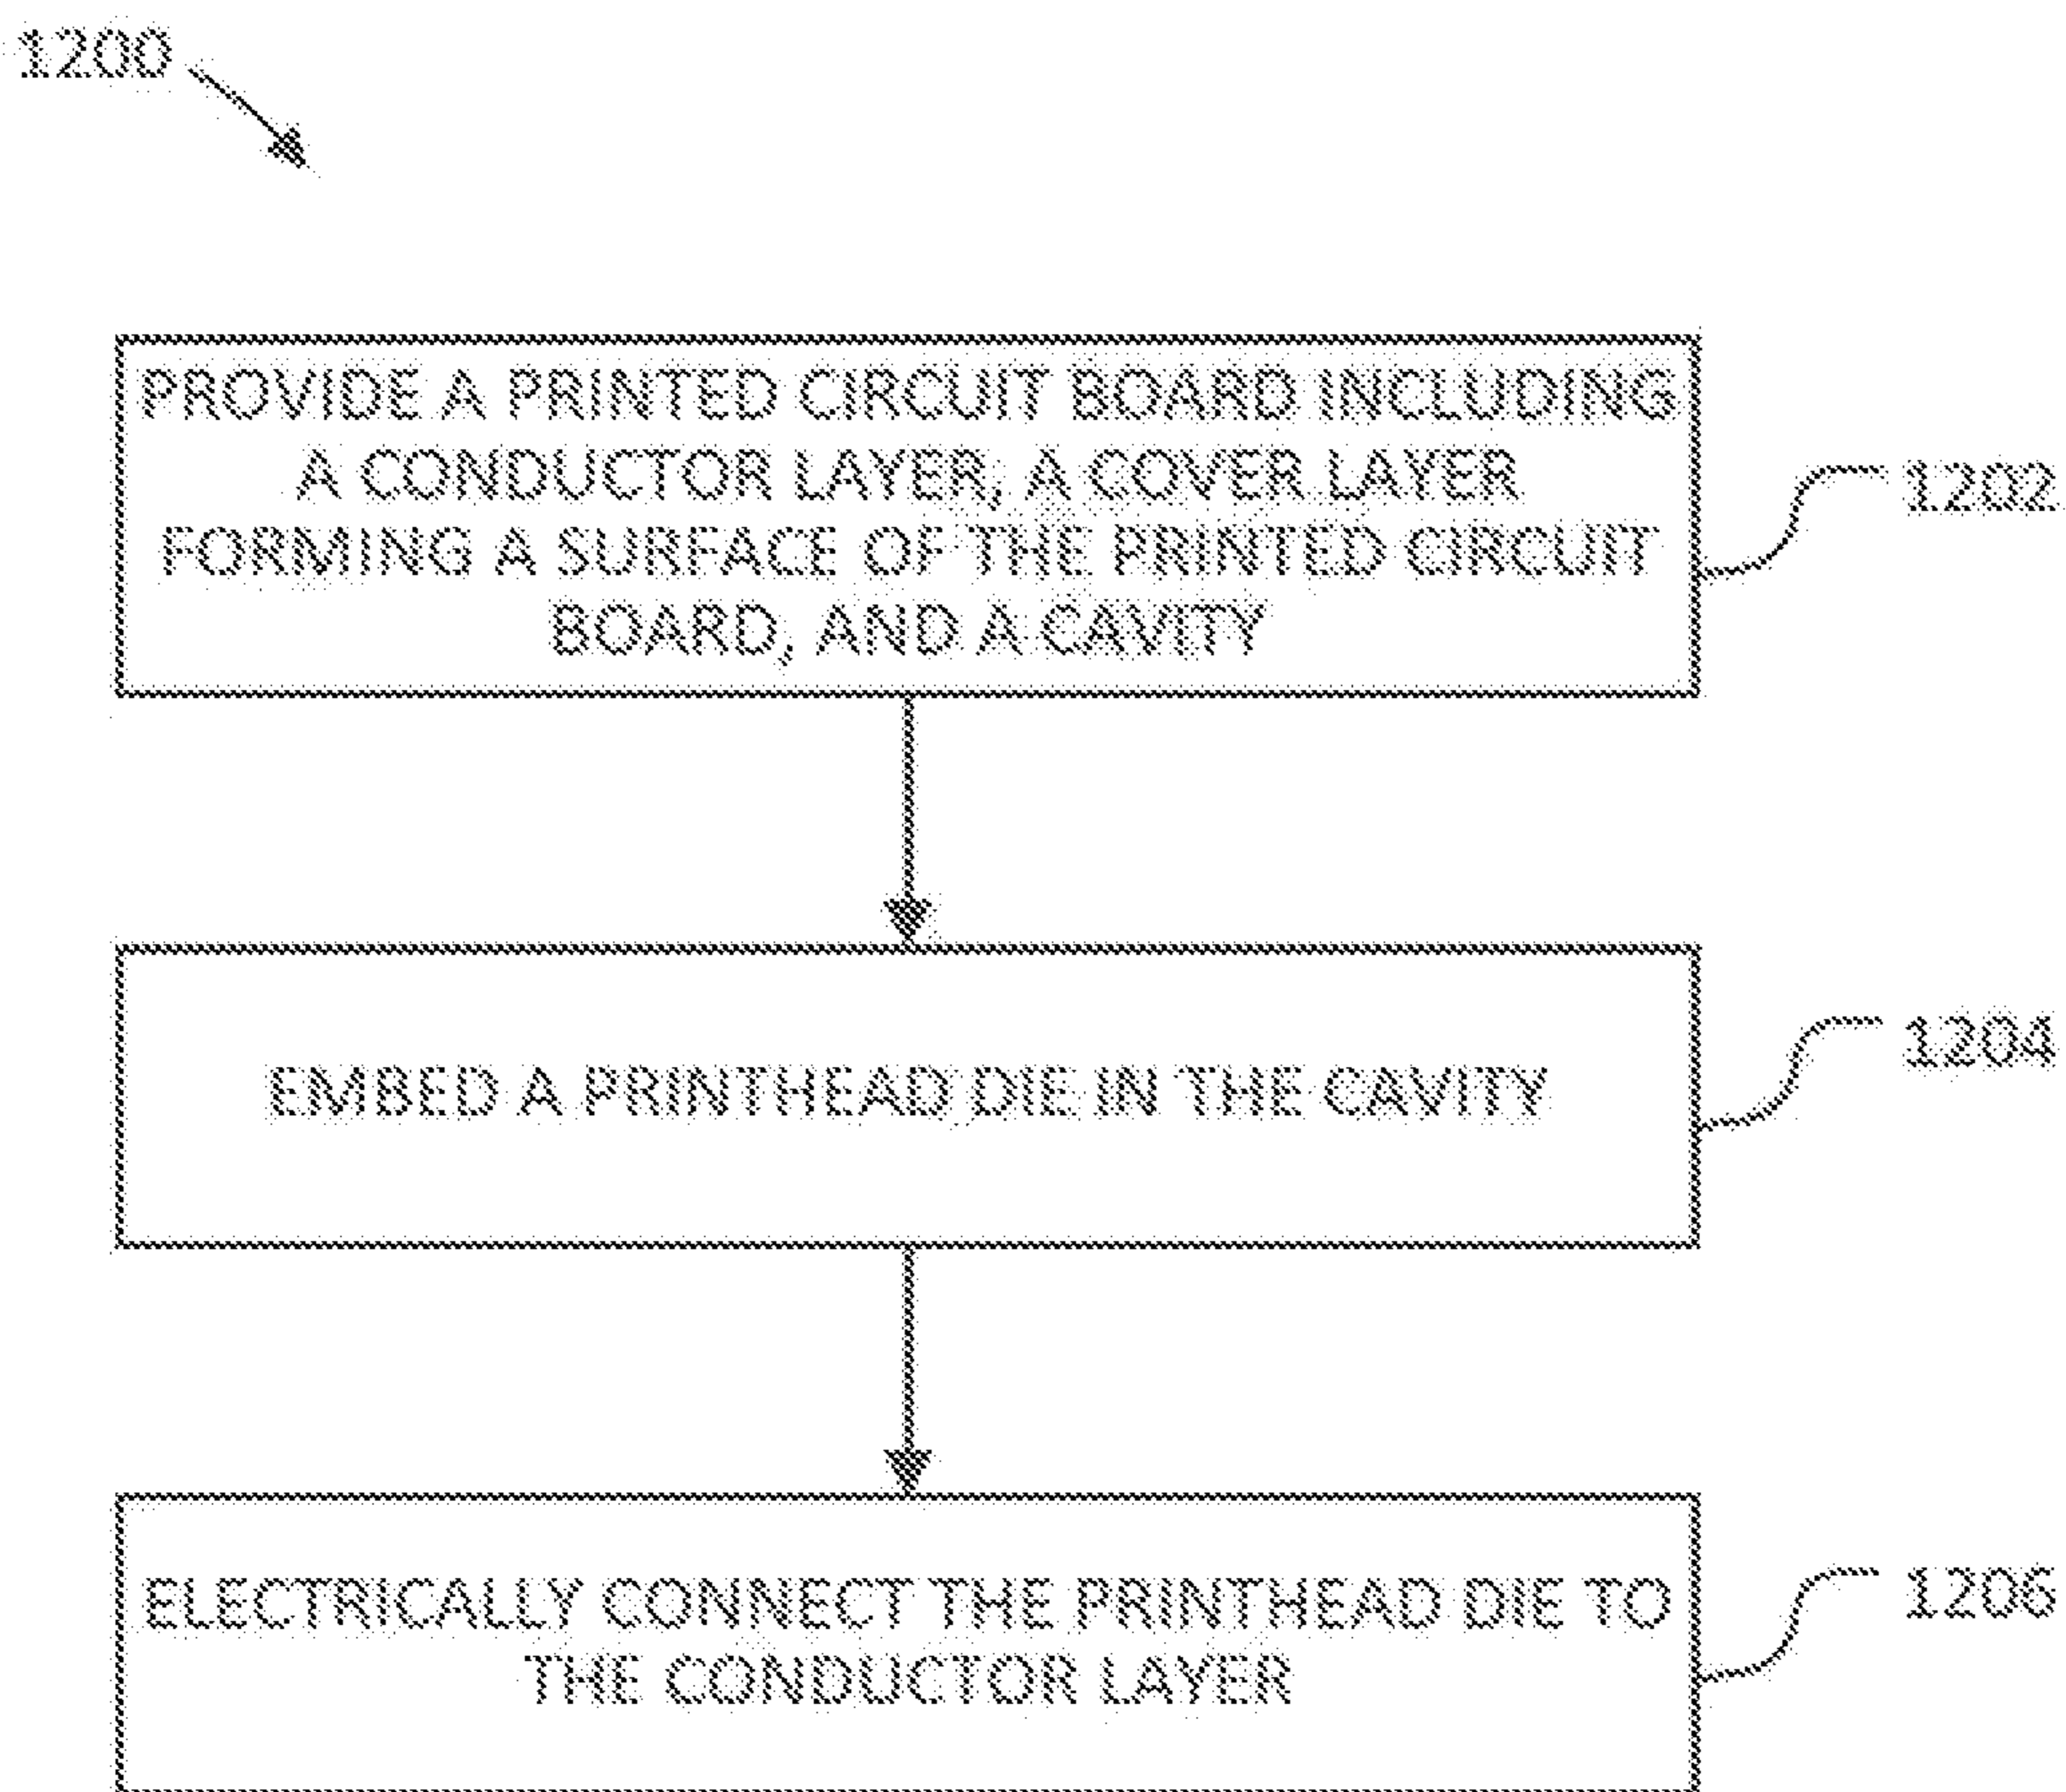 1200
PROVIDE A PRINTED CIRCUIT BOARD INCLUDING
A CONDUCTOR LAYER, A COVER LAYER
FORMING A SURFACE OF THE PRINTED CIRCUIT
BOARD, AND A CAVITY
1202
EMBED A PRINTHEAD DIE IN THE CAVITY
1204
ELECTRICALLY CONNECT THE PRINTHEAD DIE TO
THE CONDUCTOR LAYER
1206